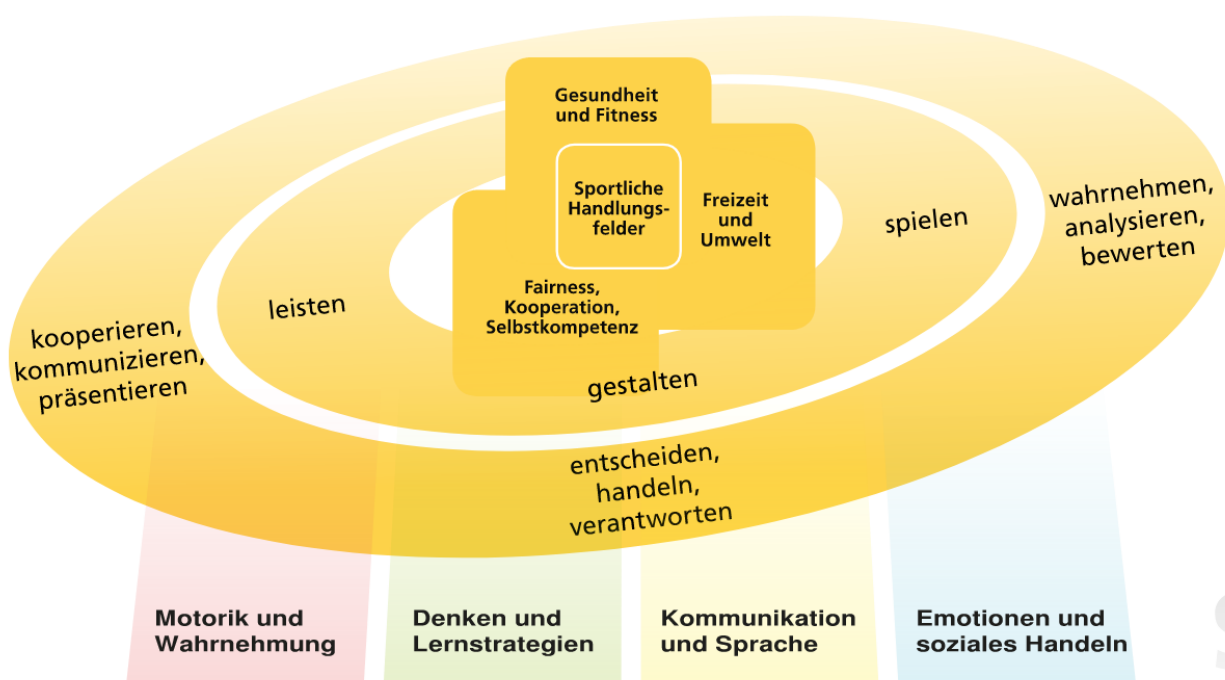 Gesundheit
und Fitness
Sportliche
Handlungs-
felder
Freizeit
und
Umwelt
Fairness,
Kooperation,
Selbstkompetenz
leisten
spielen
gestalten
wahrnehmen,
analysieren,
bewerten
kooperieren,
kommunizieren,
präsentieren
entscheiden,
handeln,
verantworten
Motorik und
Wahrnehmung
Denken und
Lernstrategien
Kommunikation
und Sprache
Emotionen und
soziales Handeln